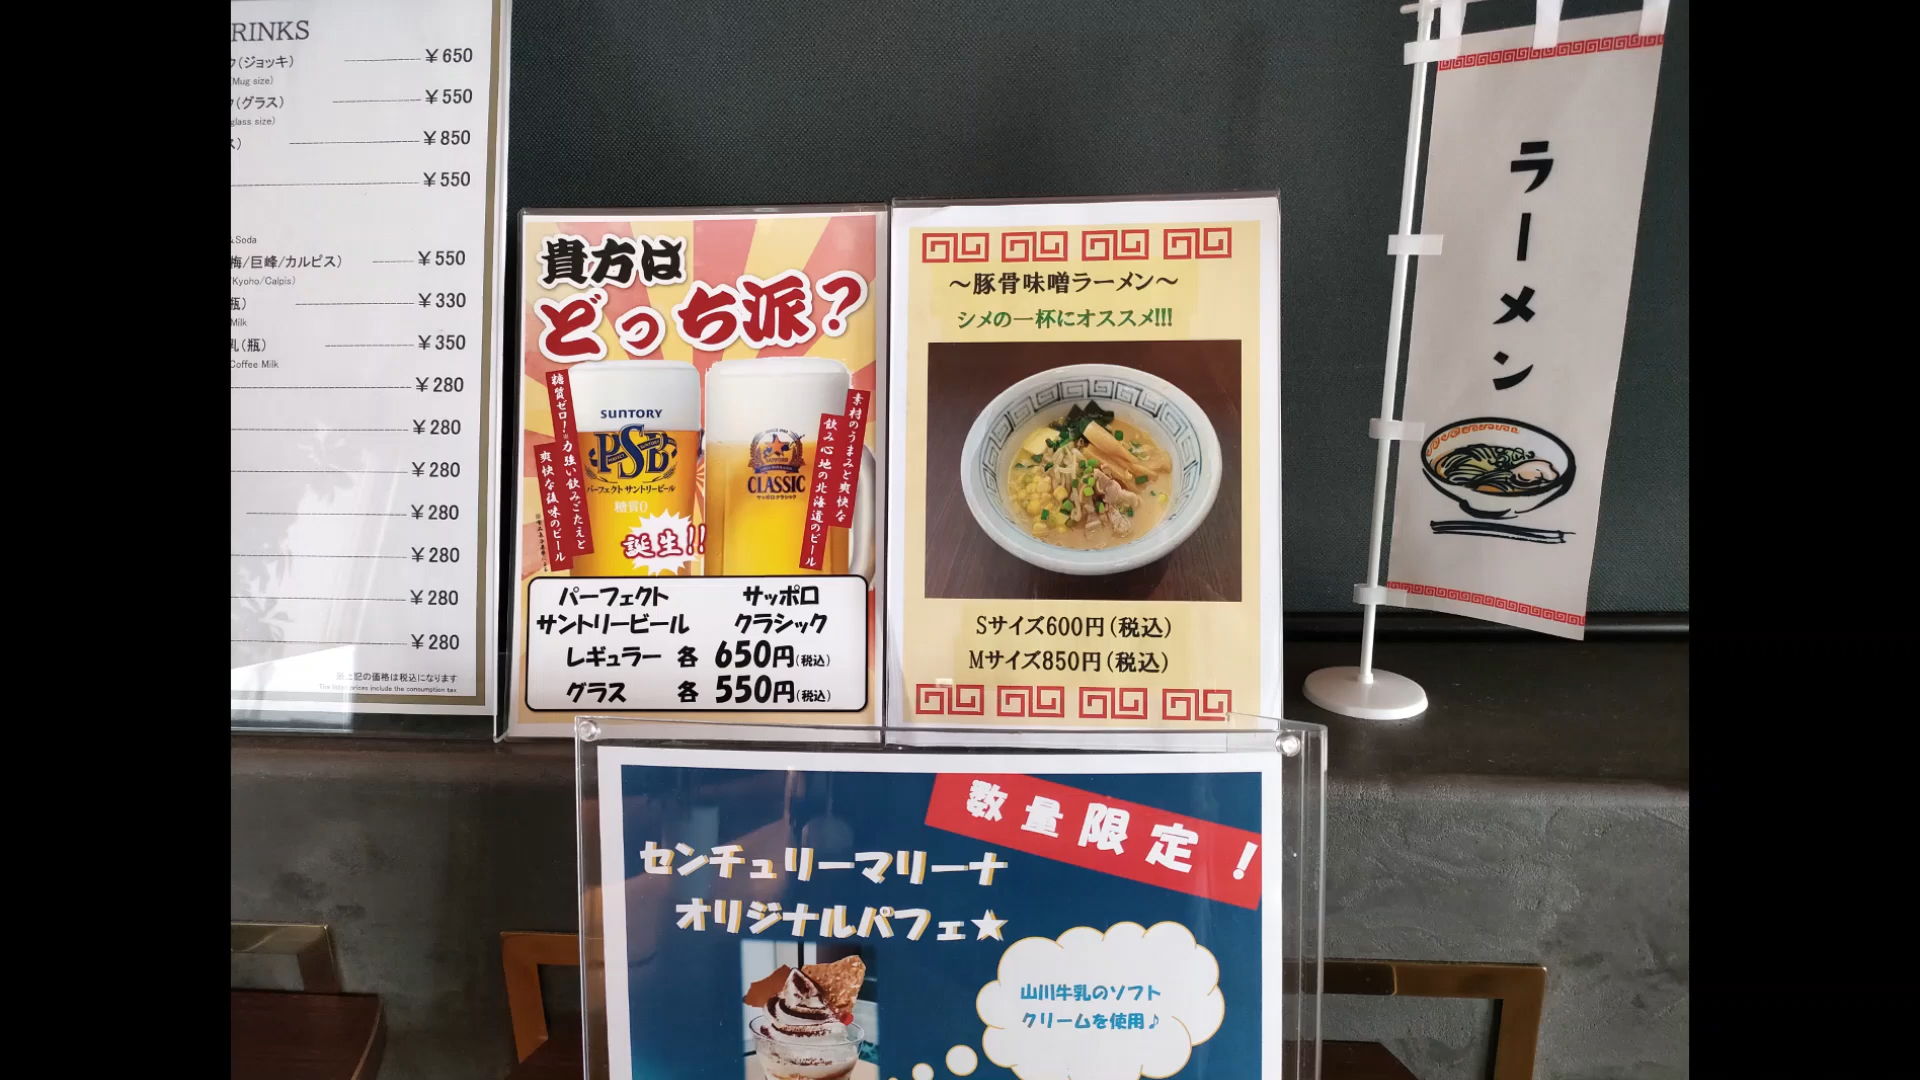 RINKS
ク(ジョッキ) ¥650
(Mug size)
ク(グラス) ¥550
glass size)
ス) ¥850
¥550
&Soda
梅/巨峰/カルピス) ¥550
/Kyoho/Calpis)
瓶) ¥330
Milk
乳(瓶) ¥350
Coffee Milk
¥280
¥280
¥280
¥280
¥280
¥280
¥280
※上記の価格は税込になります
The listed prices include the consumption tax
貴方は
どっち派?
糖質ゼロ!※力強い飲みごたえと
爽快な後味のビール
SUNTORY
PSB
パーフェクト サントリービール
糖質0
誕生!!
素材のうまみと爽快な
飲み心地の北海道のビール
SAPPORO
CLASSIC
サッポロクラシック
パーフェクト
サントリービール
サッポロ
クラシック
レギュラー 各 650円(税込)
グラス 各 550円(税込)
～豚骨味噌ラーメン～
シメの一杯にオススメ!!!
Sサイズ600円(税込)
Mサイズ850円(税込)
ラーメン
数量限定!
センチュリーマリーナ
オリジナルパフェ★
山川牛乳のソフト
クリームを使用♪